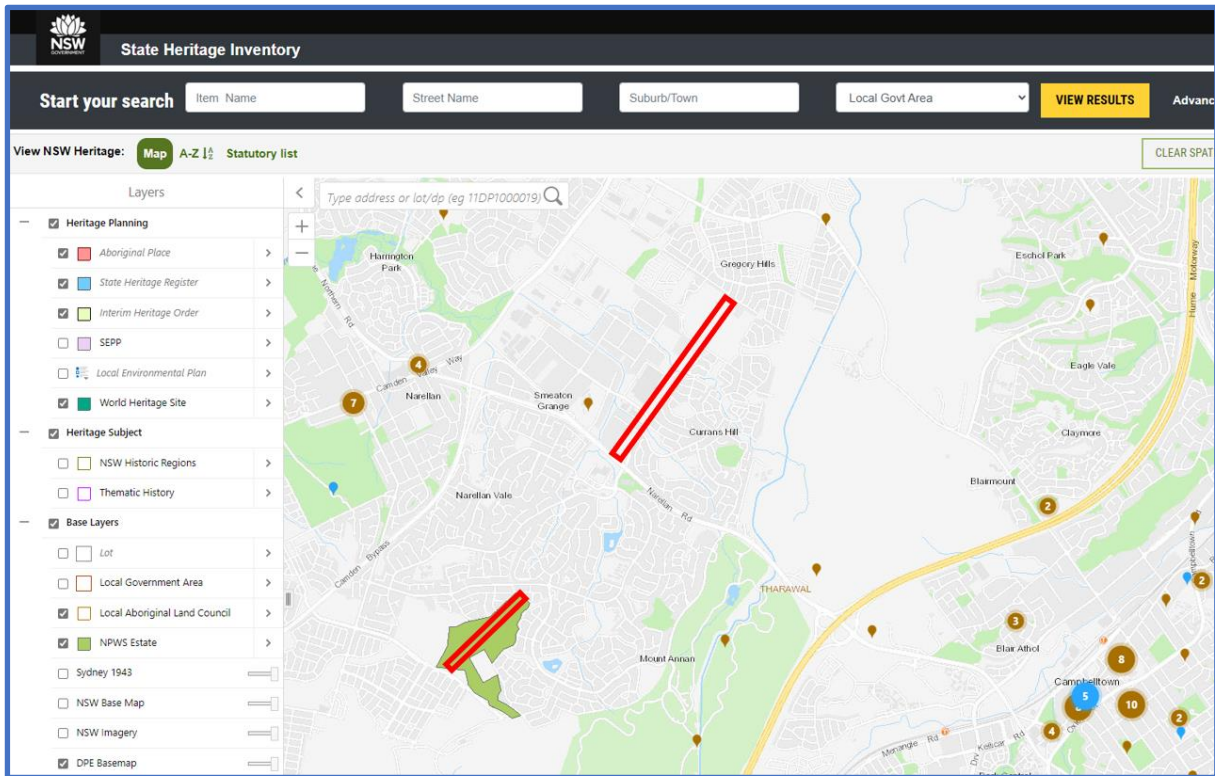 NSW
GOVERNMENT
State Heritage Inventory
Start your search
Item Name
Street Name
Suburb/Town
Local Govt Area
VIEW RESULTS
Advanc
View NSW Heritage:
Map
A-Z
Statutory list
CLEAR SPAT
Layers
Heritage Planning
Aboriginal Place
State Heritage Register
Interim Heritage Order
SEPP
Local Environmental Plan
World Heritage Site
Heritage Subject
NSW Historic Regions
Thematic History
Base Layers
Lot
Local Government Area
Local Aboriginal Land Council
NPWS Estate
Sydney 1943
NSW Base Map
NSW Imagery
DPE Basemap
Type address or lot/dp (eg 11DP1000019)
+
−
Harrington
Park
Gregory Hills
Eschol Park
Hume Motorway
Northern Rd
4
Camden Valley Way
Eagle Vale
7
Narellan
Smeaton
Grange
Currans Hill
Claymore
Blairmount
Narellan Vale
2
Narellan Rd
Camden Bypass
THARAWAL
2
3
Blair Athol
Mount Annan
8
Campbelltown
5
10
2
4
Menangle Rd
Kellicar Rd